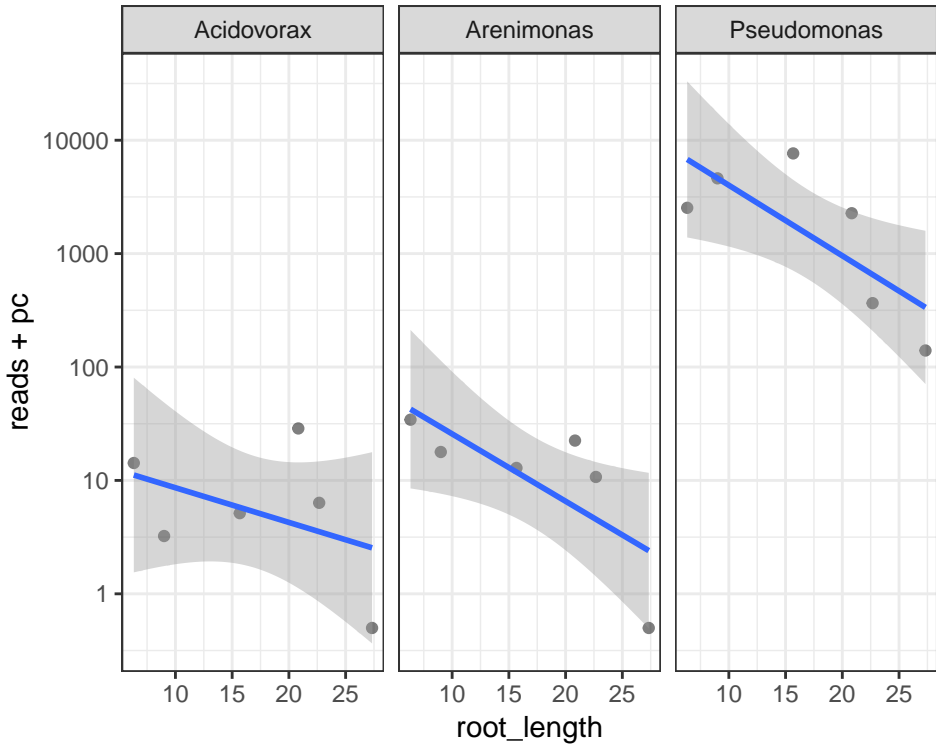 Acidovorax Arenimonas Pseudomonas
10000
1000
100
10
1
reads + pc
10 15 20 25 10 15 20 25 10 15 20 25
root_length